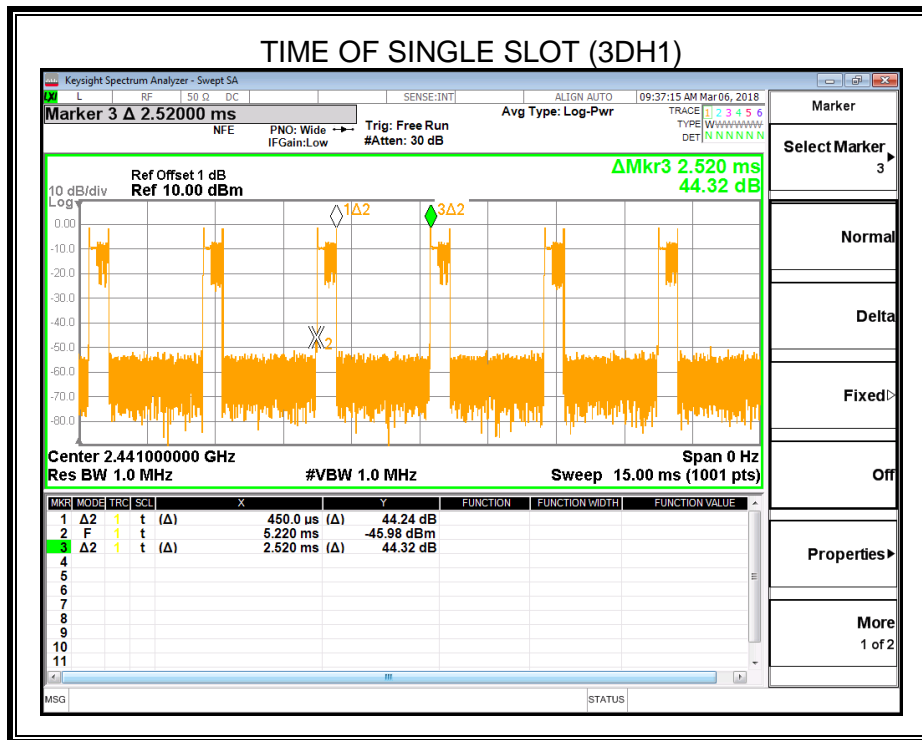 TIME OF SINGLE SLOT (3DH1)
Keysight Spectrum Analyzer - Swept SA
LXI L RF 50 Ω DC SENSE:INT ALIGN AUTO 09:37:15 AM Mar 06, 2018
Marker 3 Δ 2.52000 ms
NFE
PNO: Wide
IFGain:Low
Trig: Free Run
#Atten: 30 dB
Avg Type: Log-Pwr
TRACE 1 2 3 4 5 6
TYPE WWWWWW
DET N N N N N N
ΔMkr3 2.520 ms
44.32 dB
Ref Offset 1 dB
10 dB/div Ref 10.00 dBm
Log
0.00
-10.0
-20.0
-30.0
-40.0
-50.0
-60.0
-70.0
-80.0
1Δ2
3Δ2
2
Center 2.441000000 GHz Span 0 Hz
Res BW 1.0 MHz #VBW 1.0 MHz Sweep 15.00 ms (1001 pts)
MKR MODE TRC SCL X Y FUNCTION FUNCTION WIDTH FUNCTION VALUE
1 Δ2 1 t (Δ) 450.0 µs (Δ) 44.24 dB
2 F 1 t 5.220 ms -45.98 dBm
3 Δ2 1 t (Δ) 2.520 ms (Δ) 44.32 dB
4
5
6
7
8
9
10
11
MSG STATUS
Marker
Select Marker
3
Normal
Delta
Fixed
Off
Properties
More
1 of 2